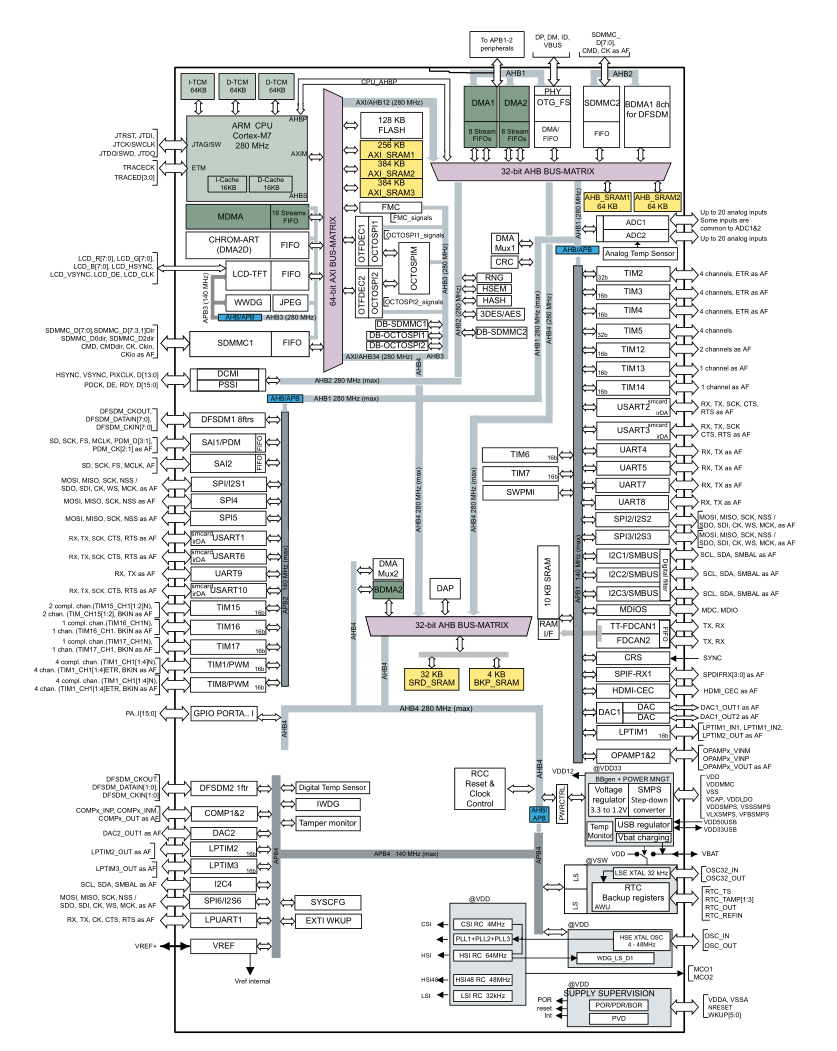 To APB1-2
peripherals
DP, DM, ID,
VBUS
SDMMC_
D[7:0],
CMD, CK as AF
AHB1
AHB2
I-TCM
64KB
D-TCM
64KB
D-TCM
64KB
CPU_AHBP
AHBP
ARM CPU
Cortex-M7
280 MHz
JTAG/SW
AXIM
ETM
I-Cache
16KB
D-Cache
16KB
AHBS
JTRST, JTDI,
JTCK/SWCLK
JTDO/SWD, JTDO
TRACECK
TRACED[3:0]
AXI/AHB12 (280 MHz)
128 KB
FLASH
256 KB
AXI_SRAM1
384 KB
AXI_SRAM2
384 KB
AXI_SRAM3
FMC
FMC_signals
64-bit AXI BUS-MATRIX
DMA1
DMA2
8 Stream
FIFOs
8 Stream
FIFOs
PHY
OTG_FS
DMA/
FIFO
SDMMC2
FIFO
BDMA1 8ch
for DFSDM
32-bit AHB BUS-MATRIX
AHB_SRAM1
64 KB
AHB_SRAM2
64 KB
AHB1 (280 MHz)
ADC1
ADC2
Analog Temp Sensor
Up to 20 analog inputs
Some inputs are
common to ADC1&2
Up to 20 analog inputs
AHB/APB
MDMA
16 Streams
FIFO
CHROM-ART
(DMA2D)
FIFO
LCD-TFT
FIFO
WWDG
JPEG
AHB/APB
AHB3 (280 MHz)
APB3 (140 MHz)
SDMMC1
FIFO
LCD_R[7:0], LCD_G[7:0],
LCD_B[7:0], LCD_HSYNC,
LCD_VSYNC, LCD_DE, LCD_CLK
SDMMC_D[7:0],SDMMC_D[7:3,1]Dir
SDMMC_D0dir, SDMMC_D2dir
CMD, CMDdir, CK, Ckin,
CKio as AF
OTFDEC1
OCTOSPI1
OCTOSPI1_signals
OCTOSPIM
OTFDEC2
OCTOSPI2
OCTOSPI2_signals
DB-SDMMC1
DB-OCTOSPI1
DB-OCTOSPI2
AXI/AHB34 (280 MHz)
AHB3
AHB3 (280 MHz)
AHB4
DMA
Mux1
CRC
RNG
HSEM
HASH
3DES/AES
DB-SDMMC2
AHB2 (280 MHz)
AHB1 280 MHz (max)
AHB4 (280 MHz)
HSYNC, VSYNC, PIXCLK, D[13:0]
PDCK, DE, RDY, D[15:0]
DCMI
PSSI
AHB2 280 MHz (max)
AHB/APB
AHB1 280 MHz (max)
TIM2
32b
4 channels, ETR as AF
TIM3
16b
4 channels, ETR as AF
TIM4
16b
4 channels, ETR as AF
TIM5
32b
4 channels
TIM12
16b
2 channels as AF
TIM13
16b
1 channel as AF
TIM14
16b
1 channel as AF
USART2
smcard
irDA
RX, TX, SCK, CTS,
RTS as AF
USART3
smcard
irDA
RX, TX, SCK
CTS, RTS as AF
UART4
RX, TX as AF
UART5
RX, TX as AF
UART7
RX, TX as AF
UART8
RX, TX as AF
SPI2/I2S2
MOSI, MISO, SCK, NSS /
SDO, SDI, CK, WS, MCK, as AF
SPI3/I2S3
MOSI, MISO, SCK, NSS /
SDO, SDI, CK, WS, MCK, as AF
I2C1/SMBUS
SCL, SDA, SMBAL as AF
I2C2/SMBUS
SCL, SDA, SMBAL as AF
I2C3/SMBUS
SCL, SDA, SMBAL as AF
Digital filter
MDIOS
MDC, MDIO
TT-FDCAN1
TX, RX
FDCAN2
TX, RX
FIFO
CRS
SYNC
SPIF-RX1
SPDIFRX[3:0] as AF
HDMI-CEC
HDMI_CEC as AF
DAC1
DAC
DAC
DAC1_OUT1 as AF
DAC1_OUT2 as AF
LPTIM1
16b
LPTIM1_IN1, LPTIM1_IN2,
LPTIM2_OUT as AF
OPAMP1&2
OPAMPx_VINM
OPAMPx_VINP
OPAMPx_VOUT as AF
TIM6
16b
TIM7
16b
SWPMI
10 KB SRAM
RAM
I/F
APB1 140 MHz (max)
DFSDM_CKOUT,
DFSDM_DATAIN[7:0],
DFSDM_CKIN[7:0]
DFSDM1 8ftrs
SD, SCK, FS, MCLK, PDM_D[3:1],
PDM_CK[2:1] as AF
SAI1/PDM
FIFO
SD, SCK, FS, MCLK, AF
SAI2
FIFO
MOSI, MISO, SCK, NSS /
SDO, SDI, CK, WS, MCK, as AF
SPI/I2S1
MOSI, MISO, SCK, NSS as AF
SPI4
MOSI, MISO, SCK, NSS as AF
SPI5
RX, TX, SCK, CTS, RTS as AF
smcard
irDA
USART1
RX, TX, SCK, CTS, RTS as AF
smcard
irDA
USART6
RX, TX as AF
UART9
RX, TX, SCK, CTS, RTS as AF
smcard
irDA
USART10
2 compl. chan.(TIM15_CH1[1:2]N),
2 chan. (TIM_CH15[1:2], BKIN as AF
TIM15
16b
1 compl. chan.(TIM16_CH1N),
1 chan. (TIM16_CH1, BKIN as AF
TIM16
16b
1 compl. chan.(TIM17_CH1N),
1 chan. (TIM17_CH1, BKIN as AF
TIM17
16b
4 compl. chan. (TIM1_CH1[1:4]N),
4 chan. (TIM1_CH1[1:4]ETR, BKIN as AF
TIM1/PWM
16b
4 compl. chan. (TIM1_CH1[1:4]N),
4 chan. (TIM1_CH1[1:4]ETR, BKIN as AF
TIM8/PWM
16b
APB2 140 MHz (max)
AHB4 280 MHz (max)
AHB4 280 MHz (max)
DMA
Mux2
BDMA2
DAP
32-bit AHB BUS-MATRIX
32 KB
SRD_SRAM
4 KB
BKP_SRAM
AHB4
AHB4
PA..I[15:0]
GPIO PORTA.. I
AHB4
AHB4 280 MHz (max)
AHB4
DFSDM_CKOUT,
DFSDM_DATAIN[1:0],
DFSDM_CKIN[1:0]
DFSDM2 1ftr
COMPx_INP, COMPx_INM,
COMPx_OUT as AF
COMP1&2
DAC2_OUT1 as AF
DAC2
LPTIM2_OUT as AF
LPTIM2
16b
LPTIM3_OUT as AF
LPTIM3
16b
SCL, SDA, SMBAL as AF
I2C4
MOSI, MISO, SCK, NSS /
SDO, SDI, CK, WS, MCK, as AF
SPI6/I2S6
RX, TX, CK, CTS, RTS as AF
LPUART1
VREF+
VREF
Vref internal
Digital Temp Sensor
IWDG
Tamper monitor
SYSCFG
EXTI WKUP
APB4
APB4 140 MHz (max)
APB4
RCC
Reset &
Clock
Control
AHB/
APB
PWRCTRL
VDD12
@VDD33
BBgen + POWER MNGT
Voltage
regulator
3.3 to 1.2V
SMPS
Step-down
converter
Temp
Monitor
USB regulator
Vbat charging
VDD
VDDMMC
VSS
VCAP, VDDLDO
VDDSMPS, VSSSMPS
VLXSMPS, VFBSMPS
VDD50USB
VDD33USB
VDD
VBAT
@VSW
LS
LS
LSE XTAL 32 kHz
RTC
Backup registers
AWU
OSC32_IN
OSC32_OUT
RTC_TS
RTC_TAMP[1:3]
RTC_OUT
RTC_REFIN
@VDD
CSI
CSI RC 4MHz
PLL1+PLL2+PLL3
HSI
HSI RC 64MHz
HSI48
HSI48 RC 48MHz
LSI
LSI RC 32kHz
@VDD
HSE XTAL OSC
4 - 48MHz
WDG_LS_D1
OSC_IN
OSC_OUT
MCO1
MCO2
@VDD
SUPPLY SUPERVISION
POR/PDR/BOR
PVD
POR
reset
Int
VDDA, VSSA
NRESET
WKUP[5:0]